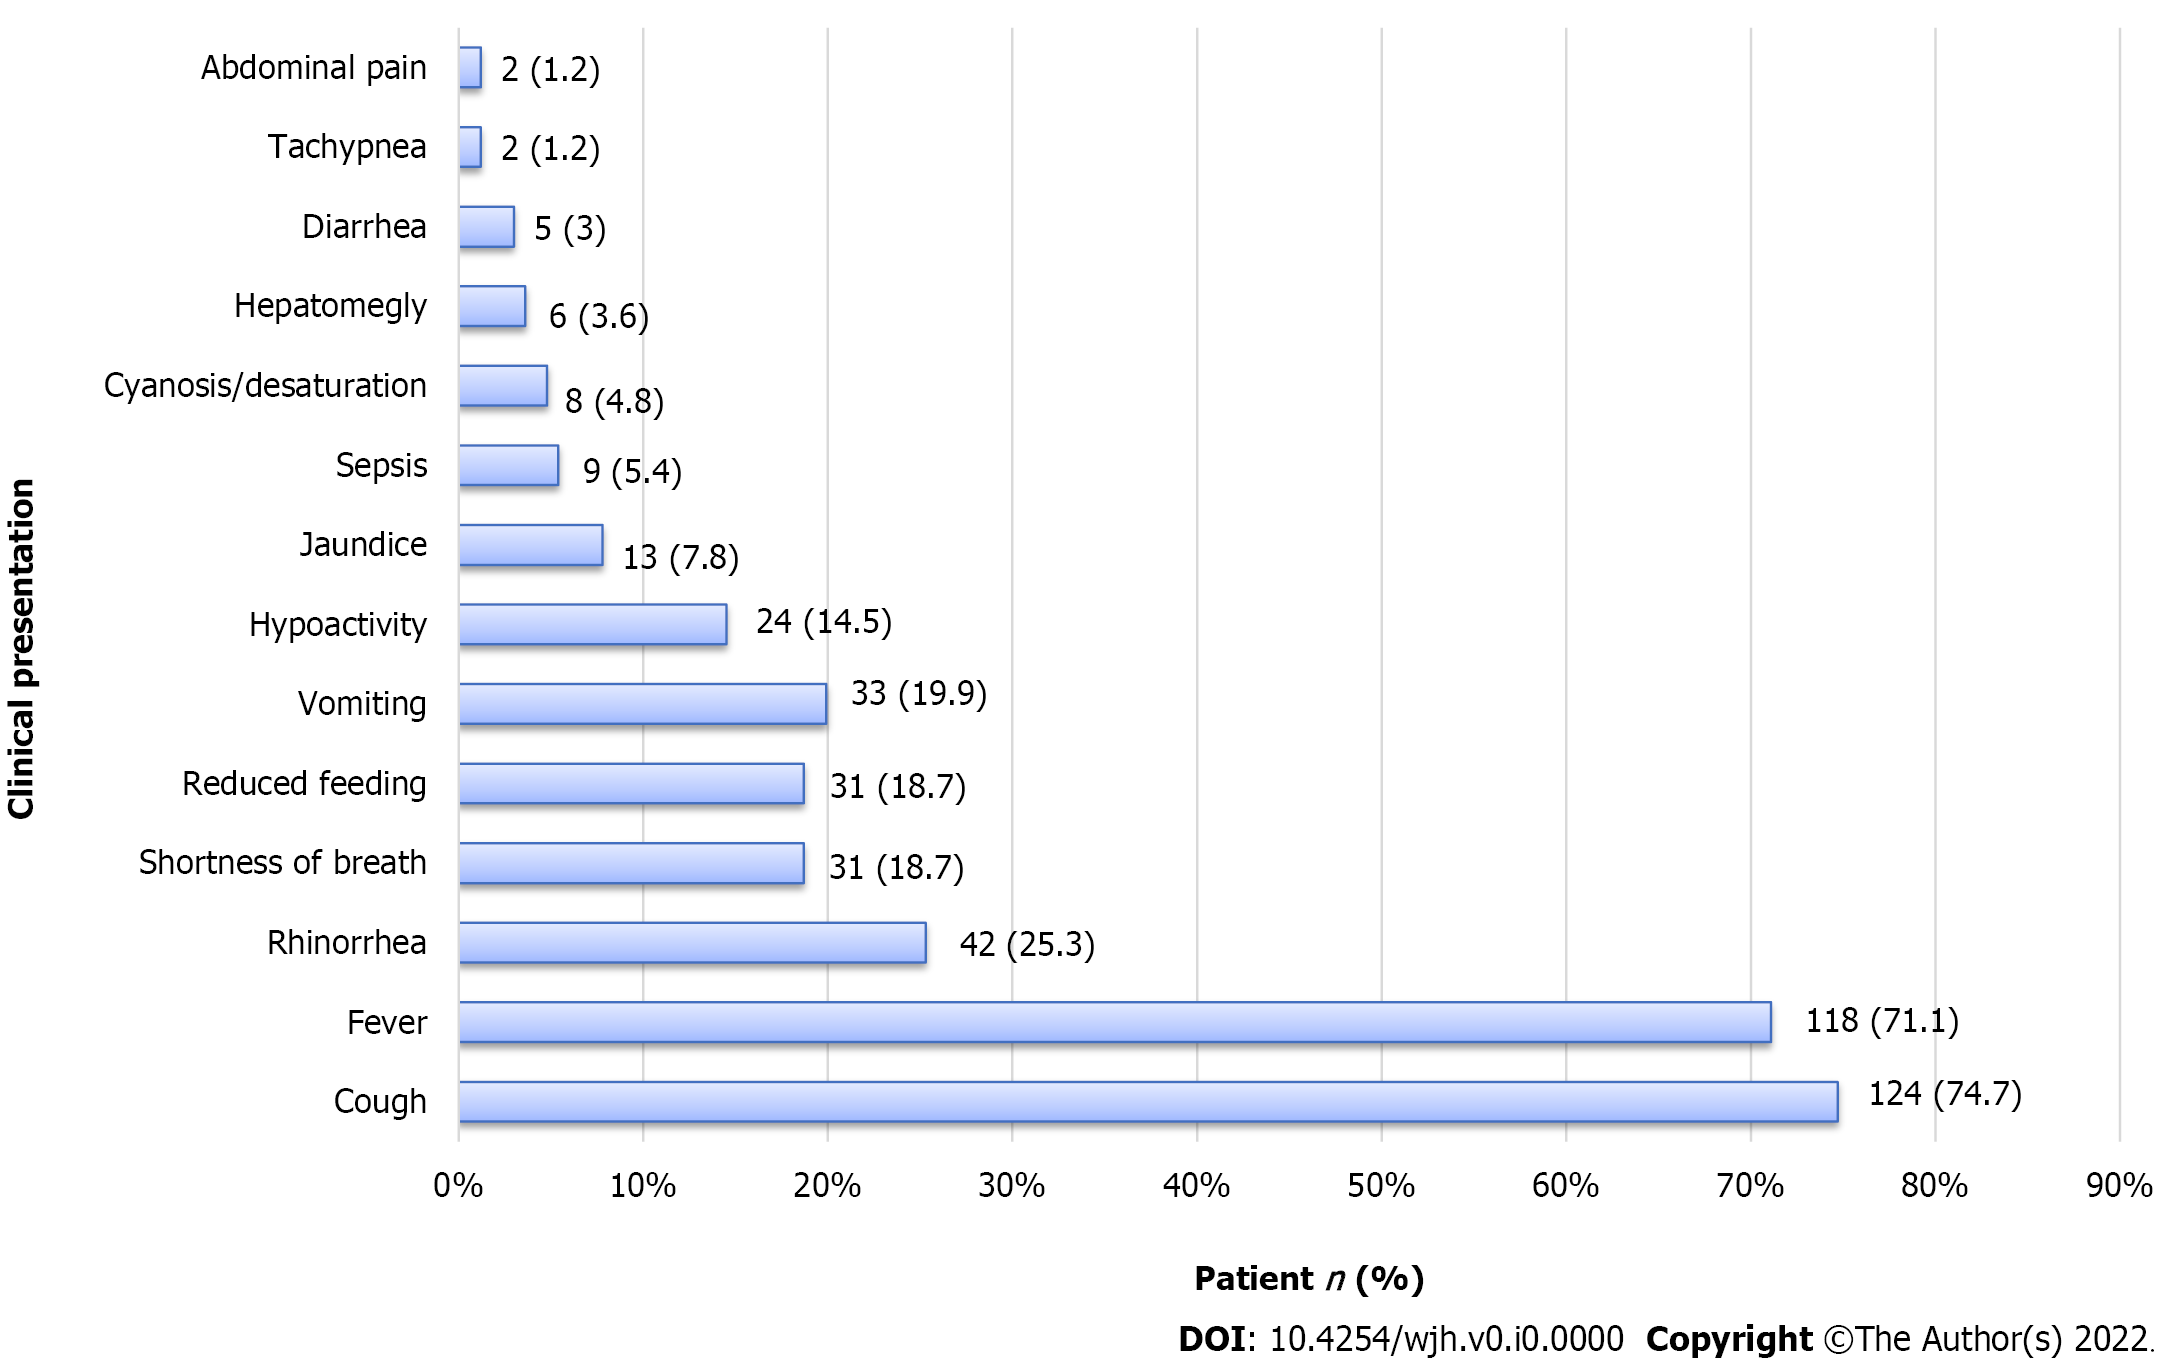 Abdominal pain 2 (1.2)
Tachypnea 2 (1.2)
Diarrhea 5 (3)
Hepatomegly 6 (3.6)
Cyanosis/desaturation 8 (4.8)
Sepsis 9 (5.4)
Jaundice 13 (7.8)
Hypoactivity 24 (14.5)
Vomiting 33 (19.9)
Reduced feeding 31 (18.7)
Shortness of breath 31 (18.7)
Rhinorrhea 42 (25.3)
Fever 118 (71.1)
Cough 124 (74.7)
Clinical presentation
0% 10% 20% 30% 40% 50% 60% 70% 80% 90%
Patient n (%)
DOI: 10.4254/wjh.v0.i0.0000 Copyright ©The Author(s) 2022.